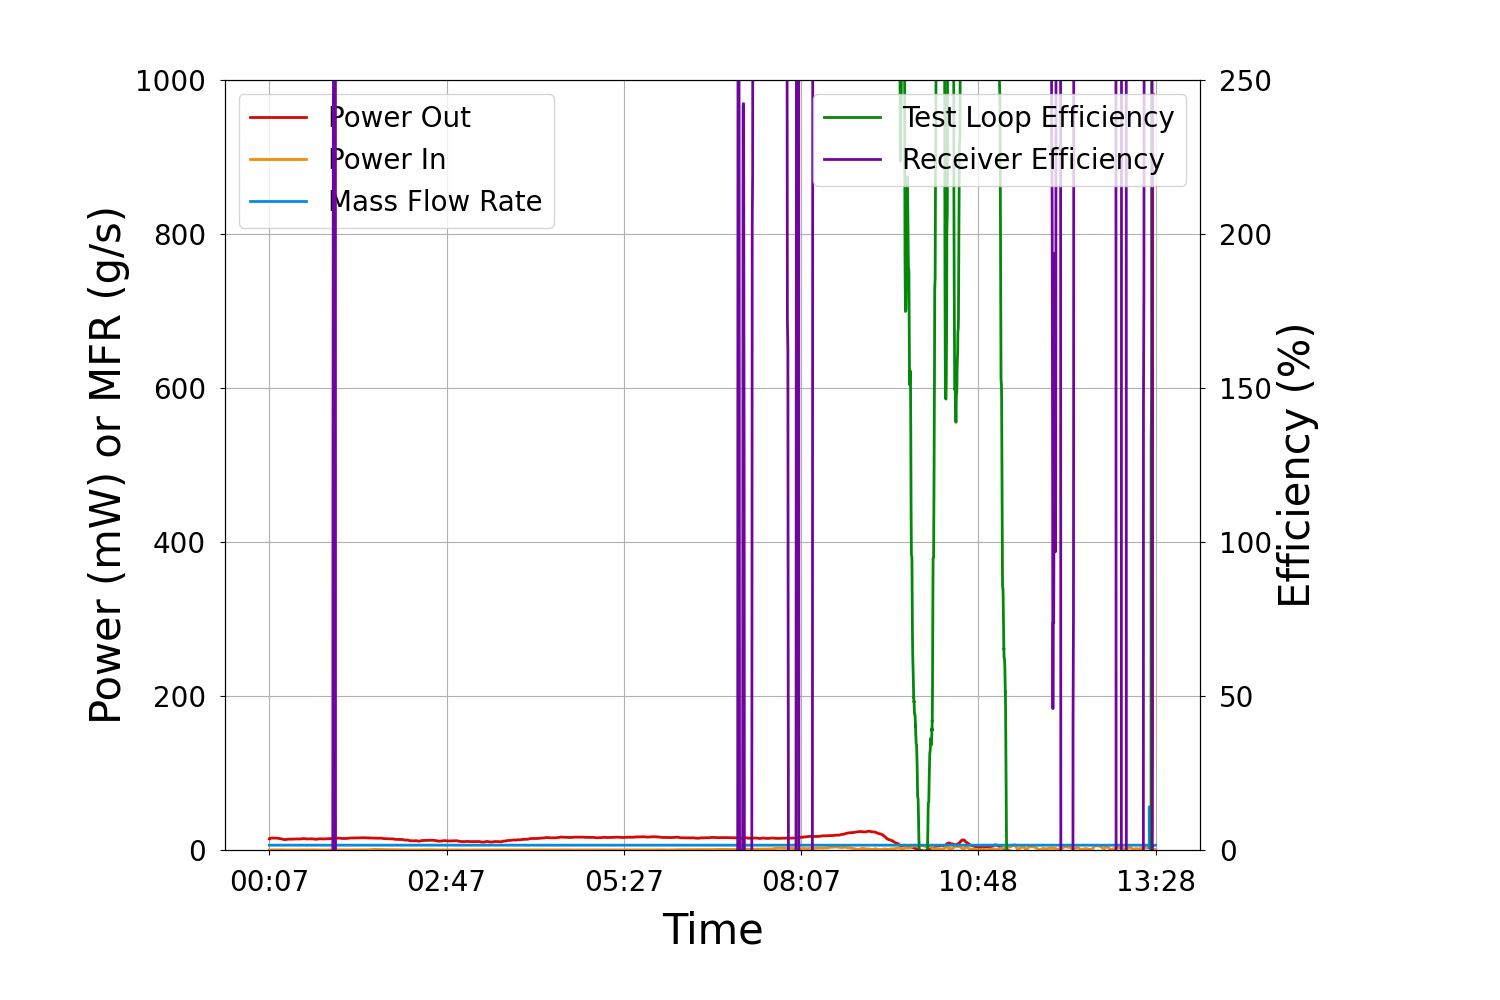 1000
800
600
400
200
0
Power (mW) or MFR (g/s)
Power Out
Power In
Mass Flow Rate
Test Loop Efficiency
Receiver Efficiency
250
200
150
100
50
0
Efficiency (%)
00:07 02:47 05:27 08:07 10:48 13:28
Time